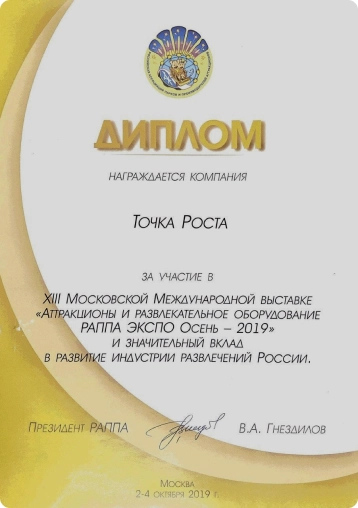 ДИПЛОМ
НАГРАЖДАЕТСЯ КОМПАНИЯ
ТОЧКА РОСТА
ЗА УЧАСТИЕ В
XIII МОСКОВСКОЙ МЕЖДУНАРОДНОЙ ВЫСТАВКЕ
«АТТРАКЦИОНЫ И РАЗВЛЕКАТЕЛЬНОЕ ОБОРУДОВАНИЕ
РАППА ЭКСПО ОСЕНЬ – 2019»
И ЗНАЧИТЕЛЬНЫЙ ВКЛАД
В РАЗВИТИЕ ИНДУСТРИИ РАЗВЛЕЧЕНИЙ РОССИИ.
ПРЕЗИДЕНТ РАППА В.А. ГНЕЗДИЛОВ
МОСКВА
2-4 ОКТЯБРЯ 2019 Г.